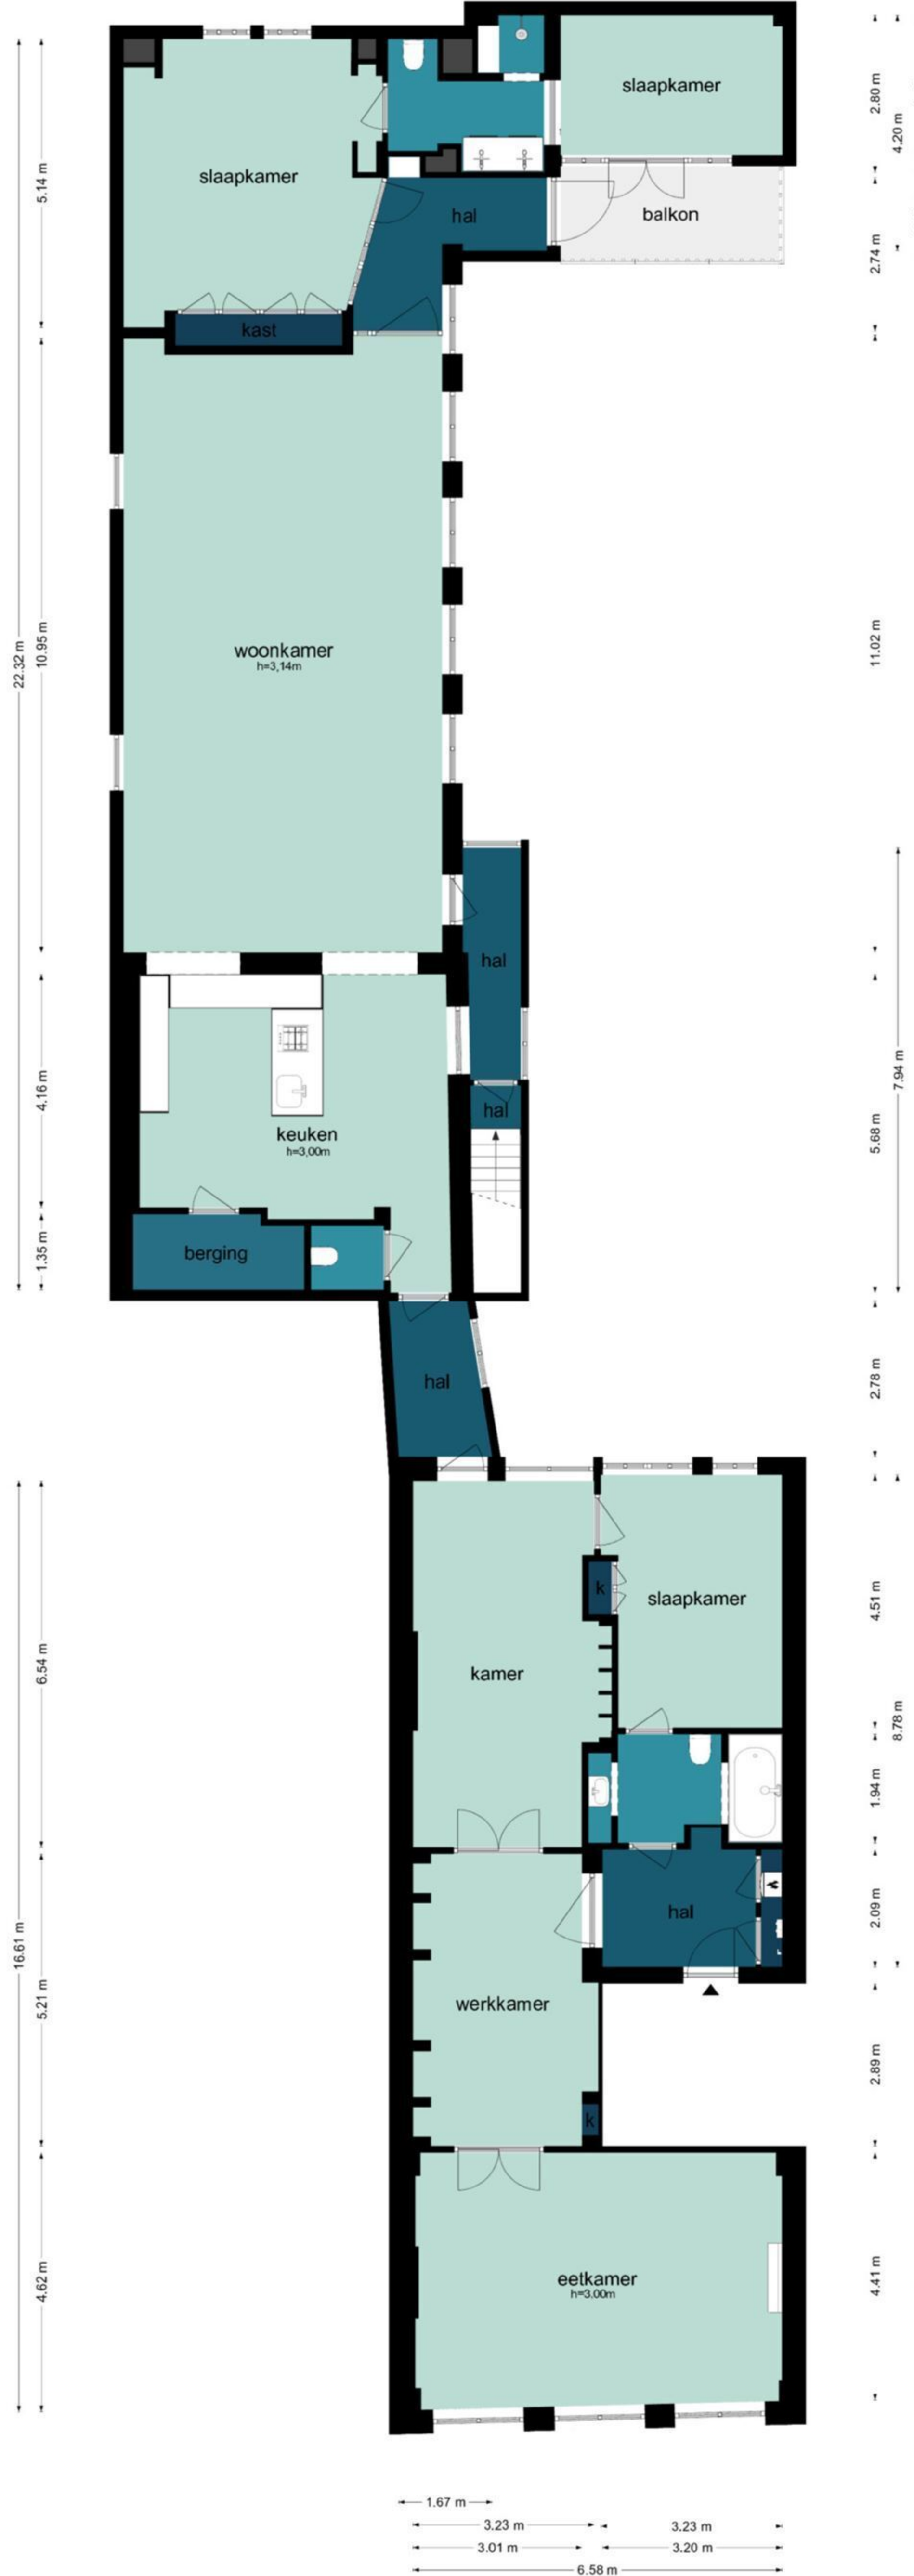 slaapkamer
2.80 m
4.20 m
5.14 m
slaapkamer
hal
balkon
2.74 m
kast
22.32 m
10.95 m
woonkamer
h=3,14m
11.02 m
hal
7.94 m
4.16 m
hal
keuken
h=3,00m
5.68 m
1.35 m
berging
hal
2.78 m
k
slaapkamer
4.51 m
6.54 m
kamer
8.78 m
1.94 m
hal
2.09 m
16.61 m
5.21 m
werkkamer
2.89 m
k
4.62 m
eetkamer
h=3,00m
4.41 m
1.67 m
3.23 m
3.23 m
3.01 m
3.20 m
6.58 m